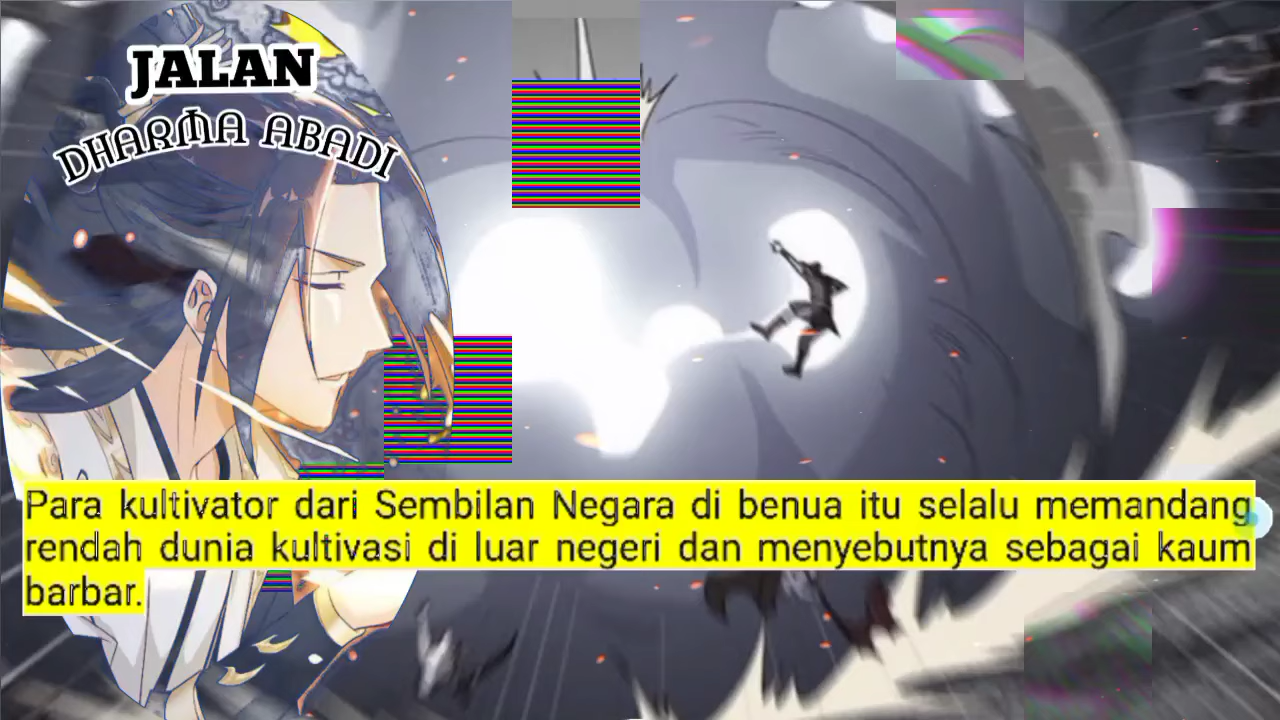 JALAN
DHARMA ABADI
Para kultivator dari Sembilan Negara di benua itu selalu memandang
rendah dunia kultivasi di luar negeri dan menyebutnya sebagai kaum
barbar.